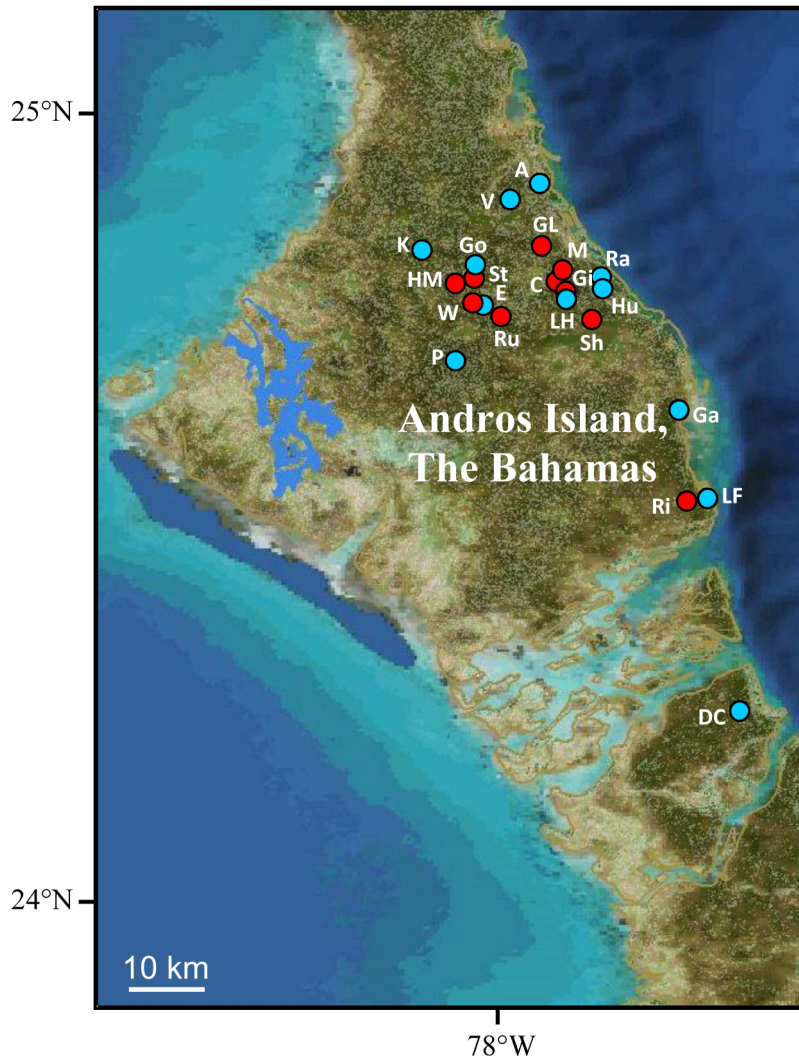 25°N
A
V
GL
K
Go
M
Ra
HM
St
C
Gi
W
E
Hu
LH
Ru
Sh
P
Andros Island,
The Bahamas
Ga
Ri
LF
DC
24°N
10 km
78°W